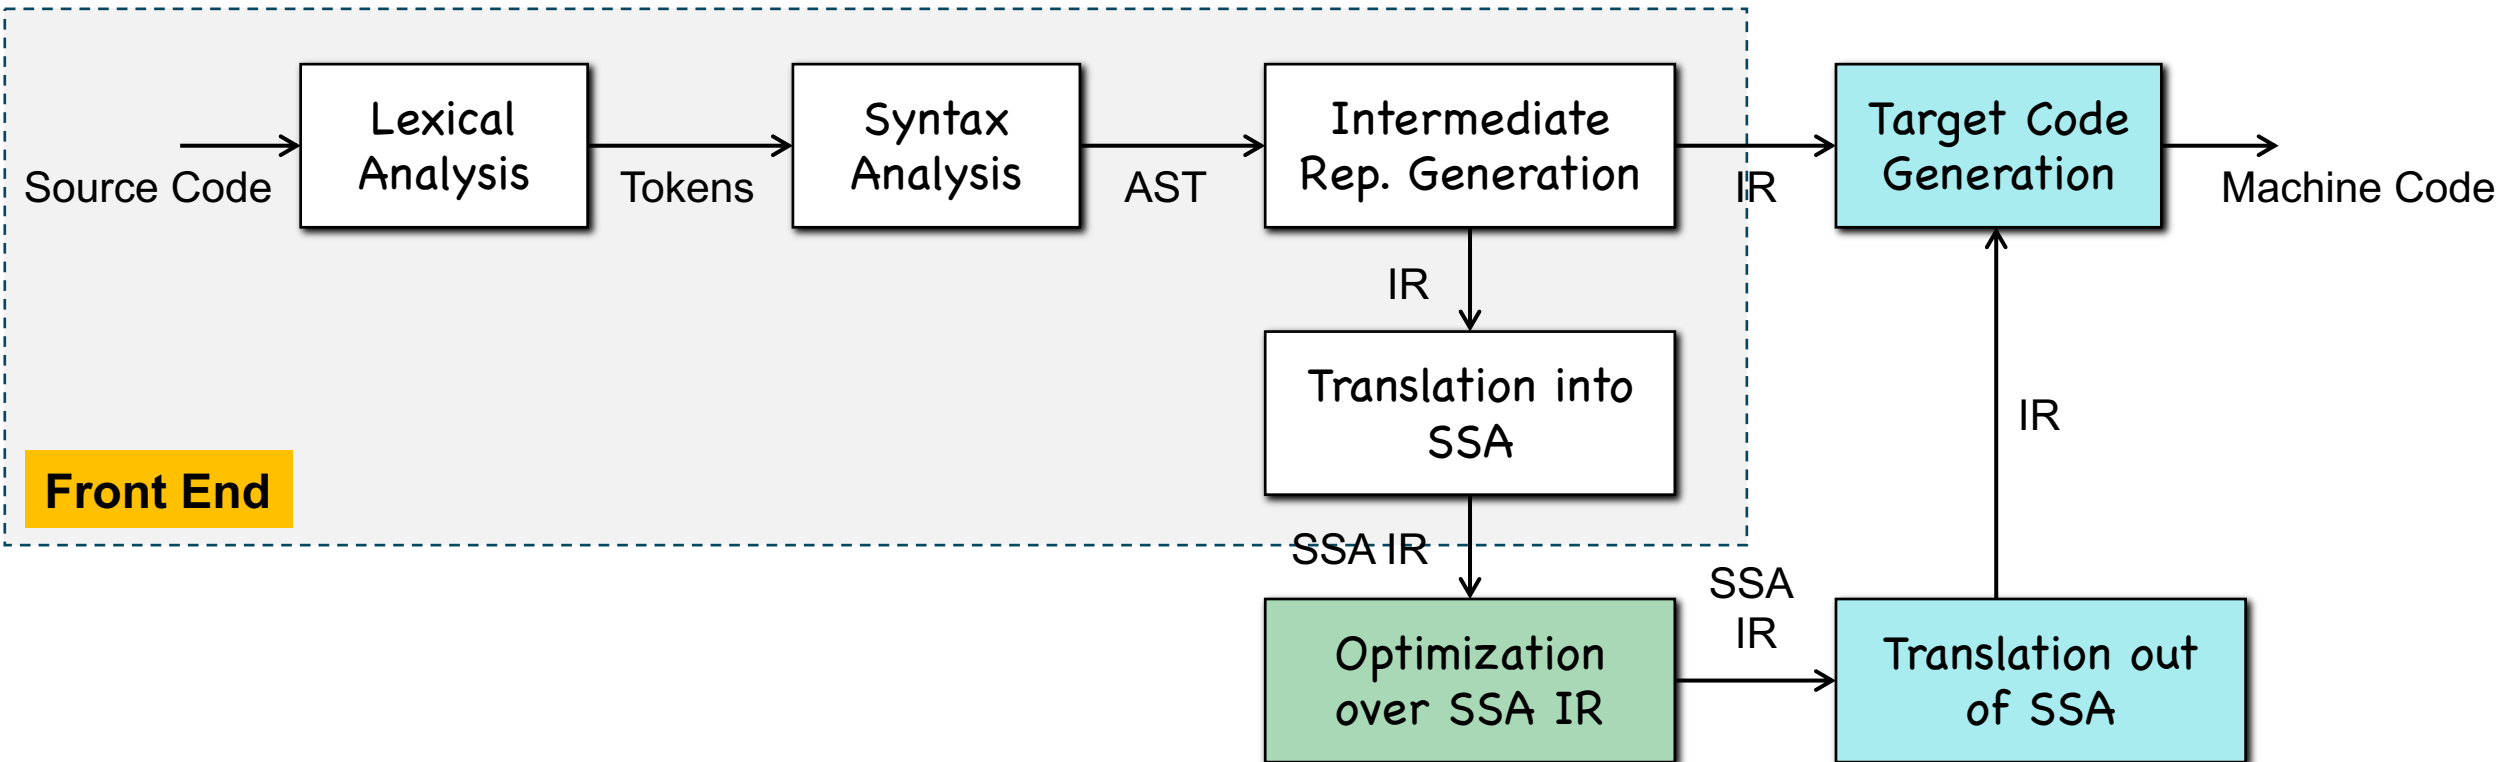 Lexical
Analysis
Syntax
Analysis
Intermediate
Rep. Generation
Target Code
Generation
Source Code
Tokens
AST
IR
Machine Code
IR
Translation into
SSA
IR
Front End
SSA IR
SSA
IR
Optimization
over SSA IR
Translation out
of SSA